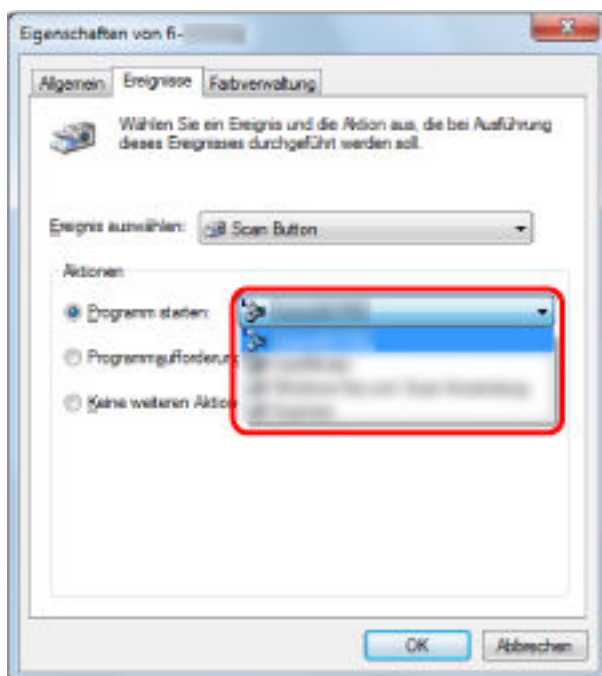 Eigenschaften von fi-
Allgemein Ereignisse Farbverwaltung
Wählen Sie ein Ereignis und die Aktion aus, die bei Ausführung
dieses Ereignisses durchgeführt werden soll.
Ereignis auswählen: Scan Button
Aktionen
Programm starten:
Programmaufforderung
Keine weiteren Aktion
OK Abbrechen